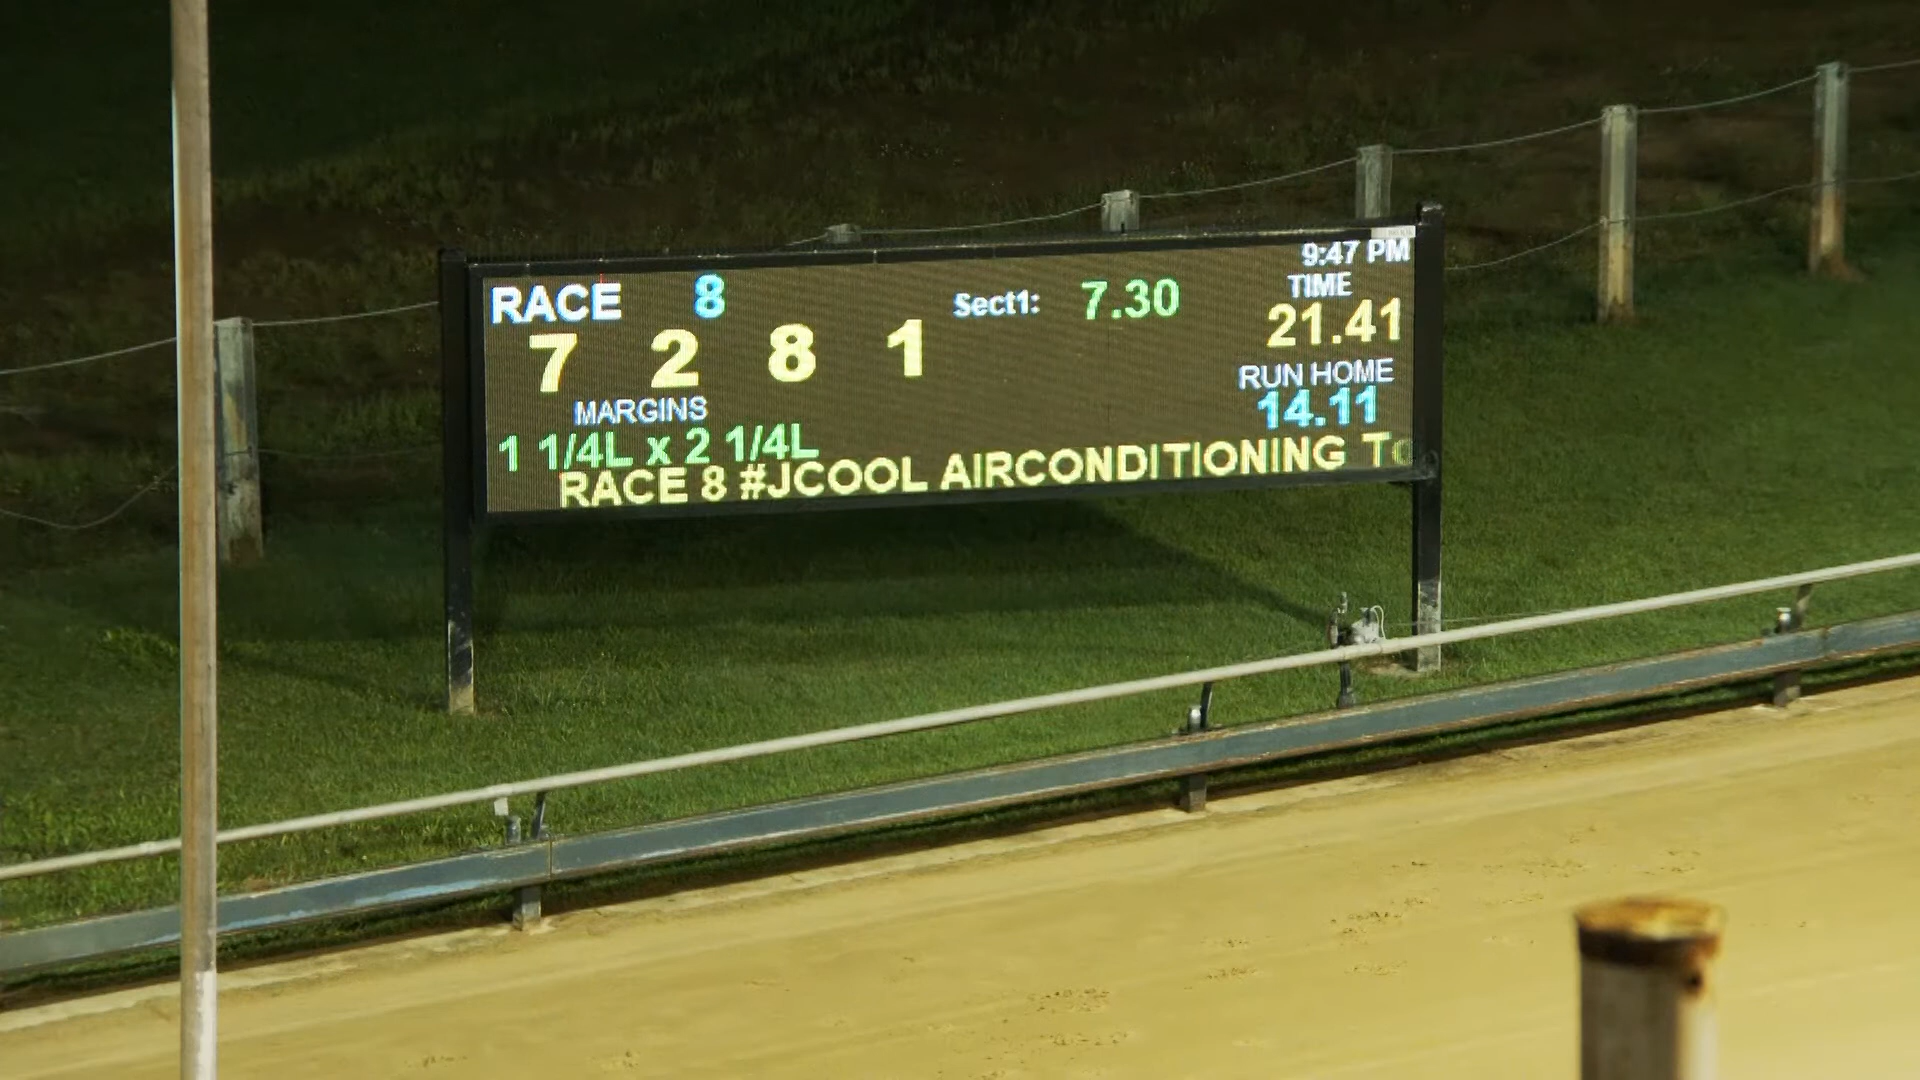 9:47 PM
RACE 8 Sect1: 7.30 TIME
7 2 8 1 21.41
MARGINS RUN HOME
1 1/4L x 2 1/4L 14.11
RACE 8 #JCOOL AIRCONDITIONING To